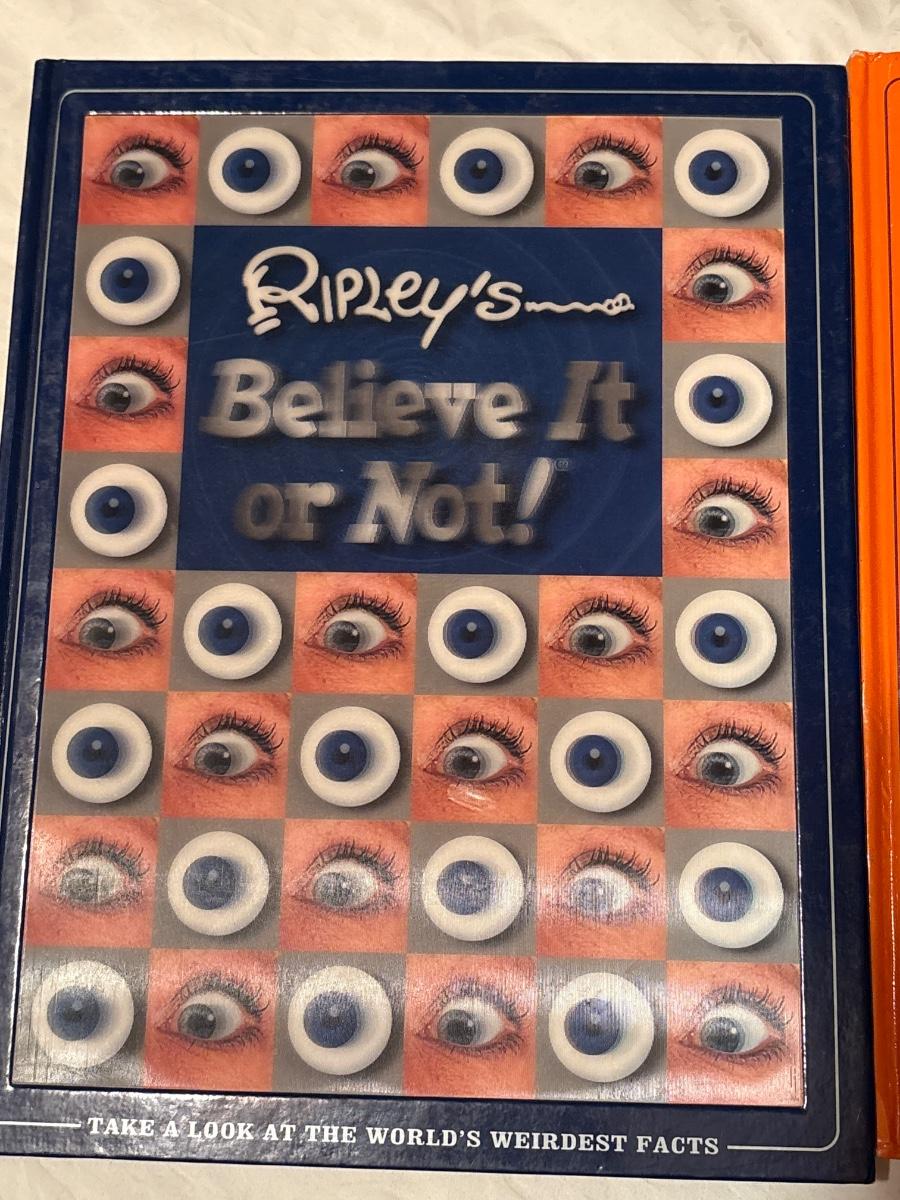 RIPLEY'S
Believe It
or Not!®
TAKE A LOOK AT THE WORLD'S WEIRDEST FACTS